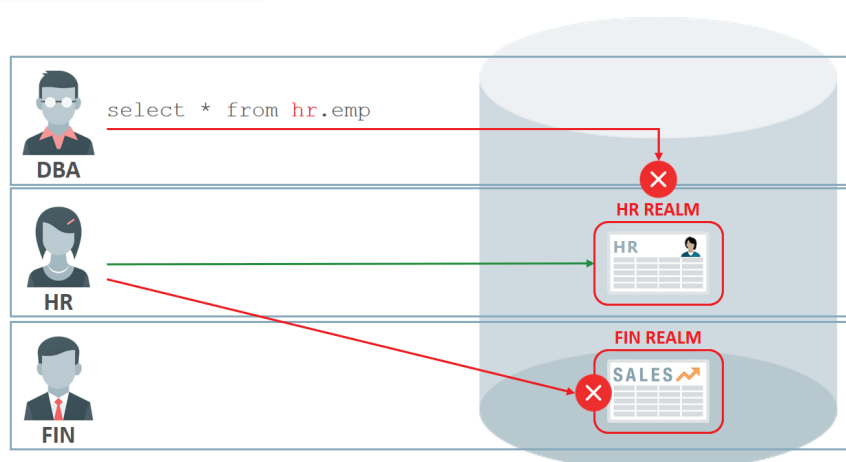 select * from hr.emp
DBA
HR REALM
HR
HR
FIN REALM
SALES
FIN